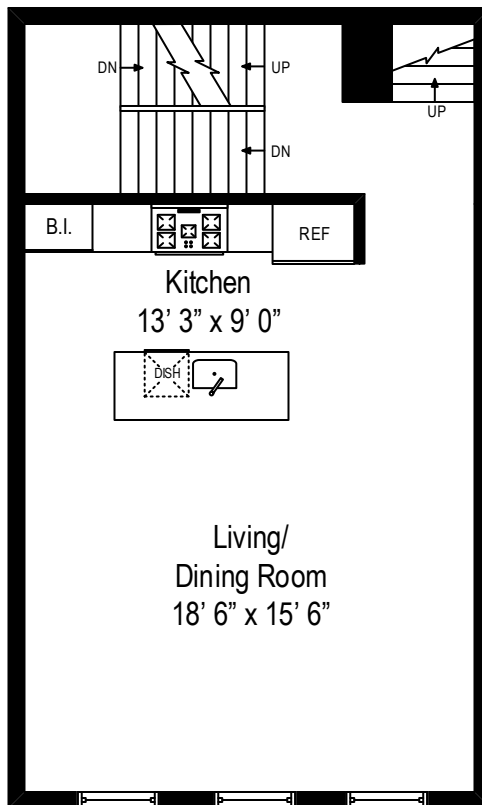 DN
UP
DN
UP
B.I.
REF
Kitchen
13’ 3” x 9’ 0”
DISH
Living/
Dining Room
18’ 6” x 15’ 6”